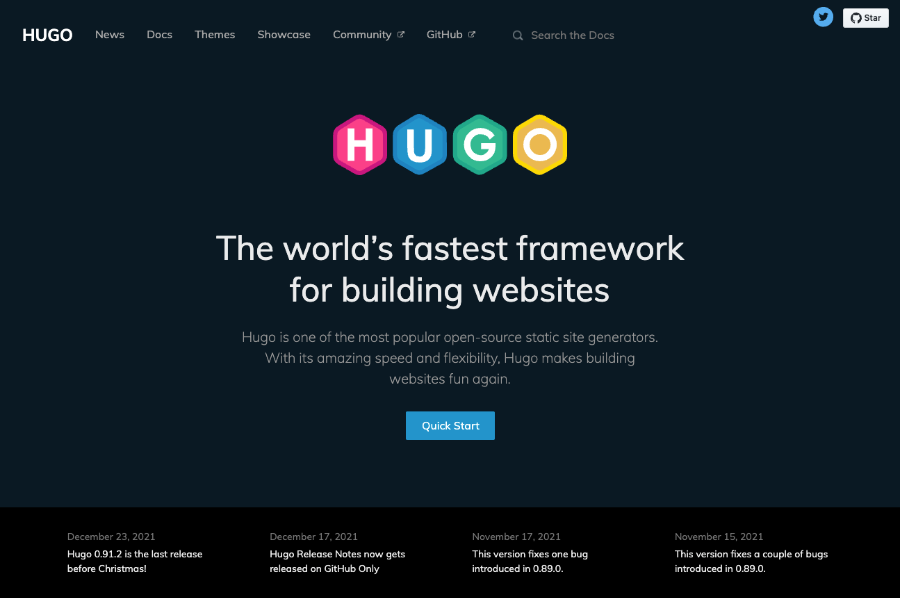 HUGO News Docs Themes Showcase Community GitHub Search the Docs Star
HUGO
The world's fastest framework
for building websites
Hugo is one of the most popular open-source static site generators.
With its amazing speed and flexibility, Hugo makes building
websites fun again.
Quick Start
December 23, 2021
Hugo 0.91.2 is the last release
before Christmas!
December 17, 2021
Hugo Release Notes now gets
released on GitHub Only
November 17, 2021
This version fixes one bug
introduced in 0.89.0.
November 15, 2021
This version fixes a couple of bugs
introduced in 0.89.0.